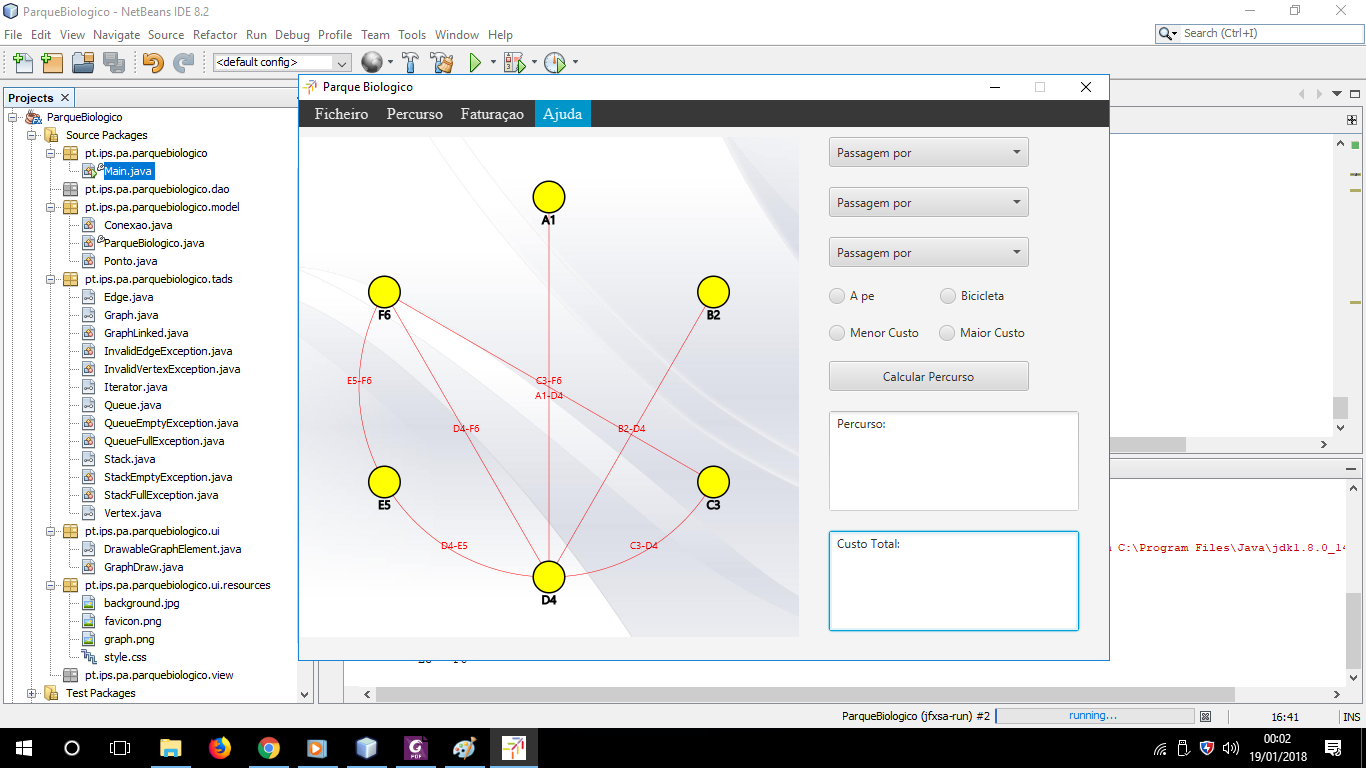 ParqueBiologico - NetBeans IDE 8.2
File Edit View Navigate Source Refactor Run Debug Profile Team Tools Window Help
Search (Ctrl+I)
<default config>
Projects
ParqueBiologico
Source Packages
pt.ips.pa.parquebiologico
Main.java
pt.ips.pa.parquebiologico.dao
pt.ips.pa.parquebiologico.model
Conexao.java
ParqueBiologico.java
Ponto.java
pt.ips.pa.parquebiologico.tads
Edge.java
Graph.java
GraphLinked.java
InvalidEdgeException.java
InvalidVertexException.java
Iterator.java
Queue.java
QueueEmptyException.java
QueueFullException.java
Stack.java
StackEmptyException.java
StackFullException.java
Vertex.java
pt.ips.pa.parquebiologico.ui
DrawableGraphElement.java
GraphDraw.java
pt.ips.pa.parquebiologico.ui.resources
background.jpg
favicon.png
graph.png
style.css
pt.ips.pa.parquebiologico.view
Test Packages
Parque Biologico
Ficheiro Percurso Faturaçao Ajuda
A1
F6
B2
E5-F6
C3-F6
A1-D4
D4-F6
B2-D4
E5
C3
D4-E5
C3-D4
D4
Passagem por
Passagem por
Passagem por
A pe
Bicicleta
Menor Custo
Maior Custo
Calcular Percurso
Percurso:
Custo Total:
C:\Program Files\Java\jdk1.8.0_14
ParqueBiologico (jfxsa-run) #2
running...
16:41
INS
PDF
00:02
19/01/2018